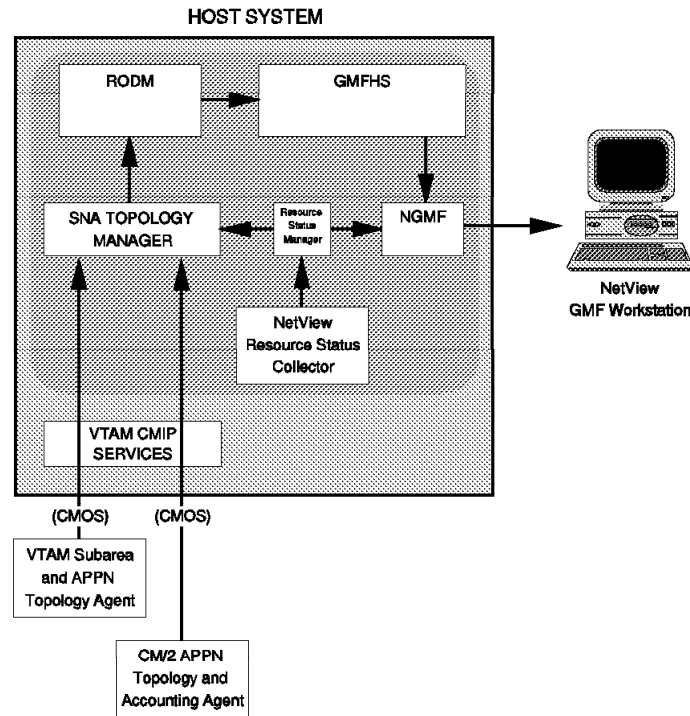 HOST SYSTEM
RODM
GMFHS
SNA TOPOLOGY
MANAGER
Resource
Status
Manager
NGMF
NetView
GMF Workstation
NetView
Resource Status
Collector
VTAM CMIP
SERVICES
(CMOS)
(CMOS)
VTAM Subarea
and APPN
Topology Agent
CM/2 APPN
Topology and
Accounting Agent